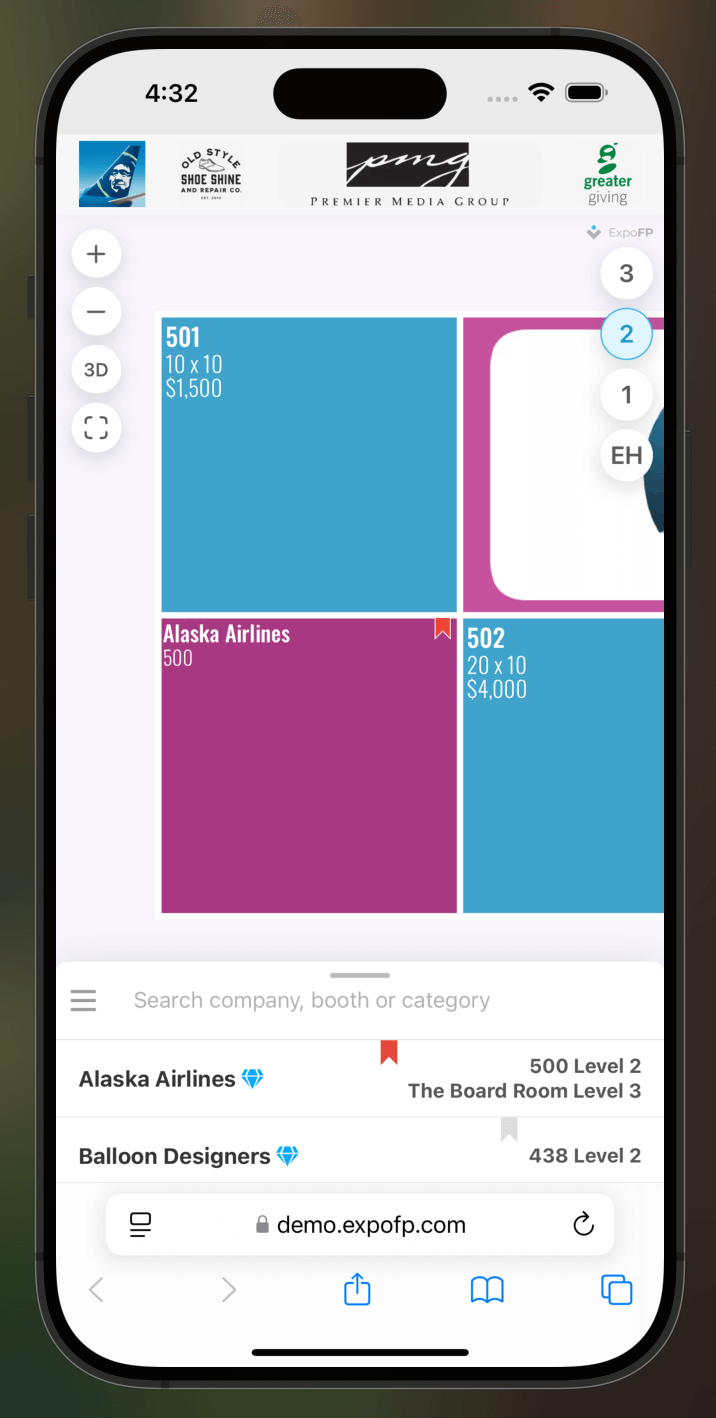 4:32
OLD STYLE
SHOE SHINE
AND REPAIR CO.
EST. 2010
pmg
PREMIER MEDIA GROUP
greater
giving
ExpoFP
+
−
3D
3
2
1
EH
501
10 x 10
$1,500
Alaska Airlines
500
502
20 x 10
$4,000
Search company, booth or category
Alaska Airlines
500 Level 2
The Board Room Level 3
Balloon Designers
438 Level 2
demo.expofp.com